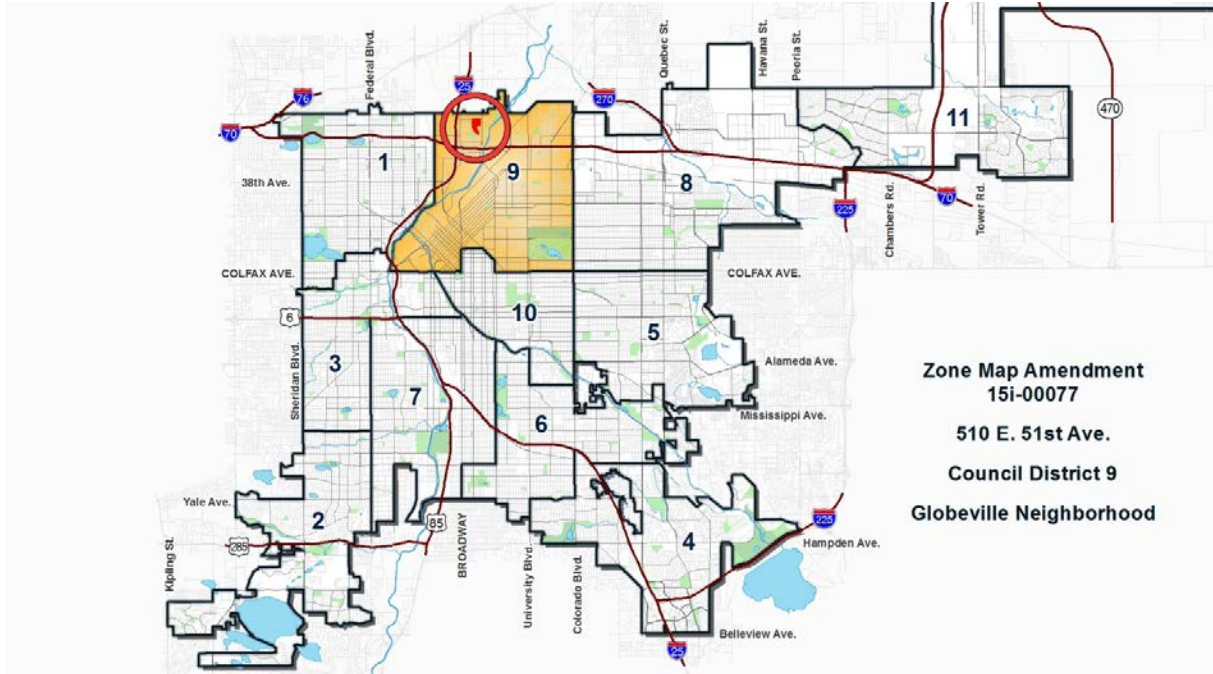 Federal Blvd.
Quebec St.
Havana St.
Peoria St.
25
76
270
470
70
11
1
9
8
38th Ave.
225
Chambers Rd.
70
Tower Rd.
COLFAX AVE.
COLFAX AVE.
10
6
5
Sheridan Blvd.
3
7
Alameda Ave.
Zone Map Amendment
15i-00077
6
Mississippi Ave.
510 E. 51st Ave.
Council District 9
Yale Ave.
2
85
225
Globeville Neighborhood
285
4
Hampden Ave.
Kipling St.
BROADWAY
University Blvd.
Colorado Blvd.
Belleview Ave.
25